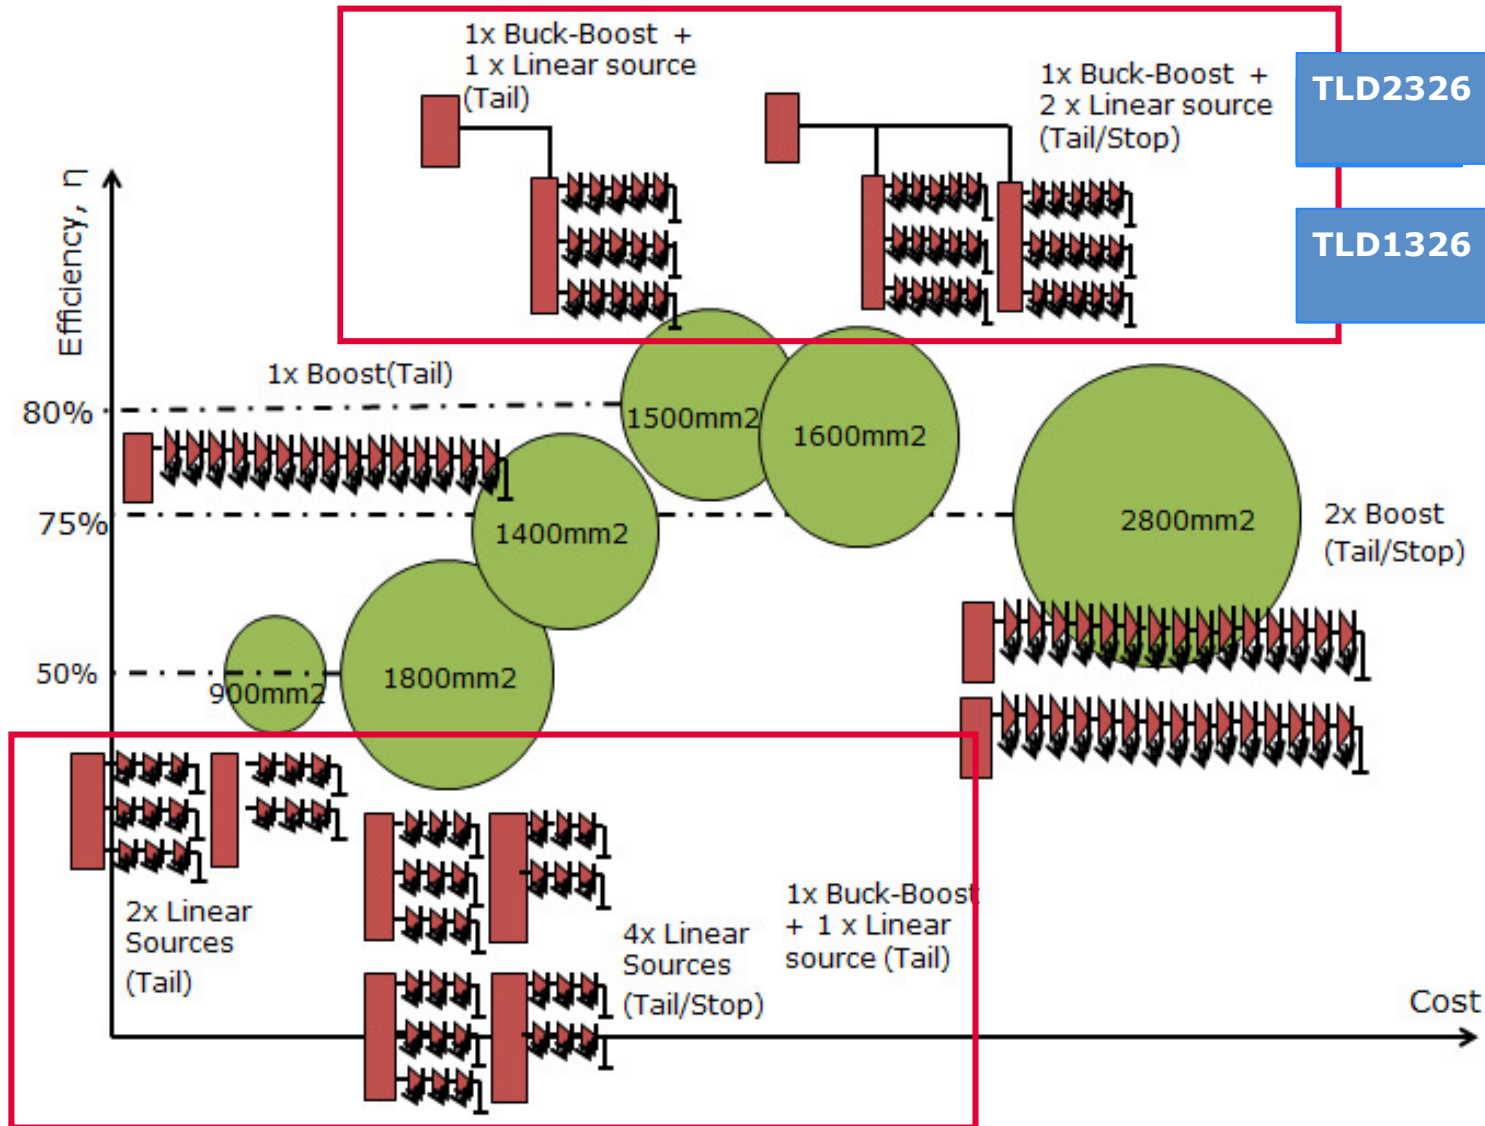 1x Buck-Boost +
1 x Linear source
(Tail)
1x Buck-Boost +
2 x Linear source
(Tail/Stop)
TLD2326
TLD1326
Efficiency, η
1x Boost(Tail)
80%
1500mm2
1600mm2
75%
1400mm2
2800mm2
2x Boost
(Tail/Stop)
50%
900mm2
1800mm2
2x Linear
Sources
(Tail)
4x Linear
Sources
(Tail/Stop)
1x Buck-Boost
+ 1 x Linear
source (Tail)
Cost